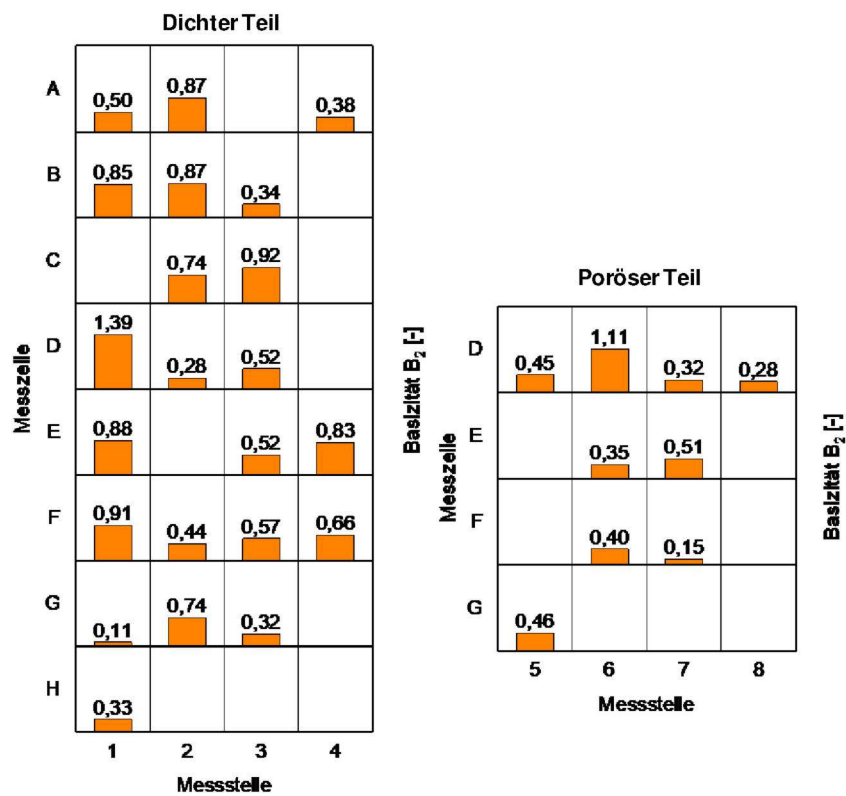 Dichter Teil
A
0,50 0,87 0,38
B
0,85 0,87 0,34
C
0,74 0,92
D
1,39 0,28 0,52
E
0,88 0,52 0,83
F
0,91 0,44 0,57 0,66
G
0,11 0,74 0,32
H
0,33
1 2 3 4
Messstelle
Messzelle
Basizität B₂ [-]
Poröser Teil
D
0,45 1,11 0,32 0,28
E
0,35 0,51
F
0,40 0,15
G
0,46
5 6 7 8
Messstelle
Messzelle
Basizität B₂ [-]